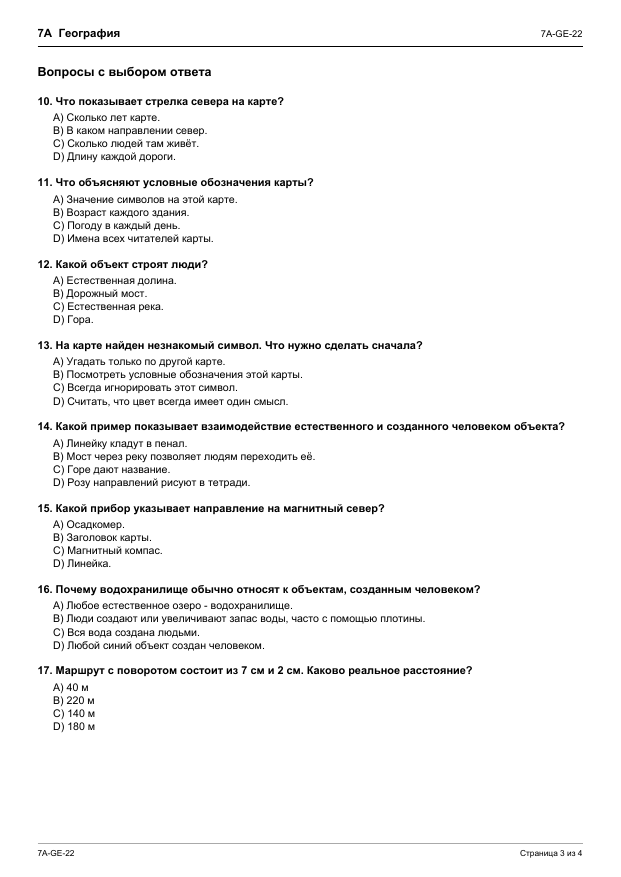 7A География
7A-GE-22
Вопросы с выбором ответа
10. Что показывает стрелка севера на карте?
A) Сколько лет карте.
B) В каком направлении север.
C) Сколько людей там живёт.
D) Длину каждой дороги.
11. Что объясняют условные обозначения карты?
A) Значение символов на этой карте.
B) Возраст каждого здания.
C) Погоду в каждый день.
D) Имена всех читателей карты.
12. Какой объект строят люди?
A) Естественная долина.
B) Дорожный мост.
C) Естественная река.
D) Гора.
13. На карте найден незнакомый символ. Что нужно сделать сначала?
A) Угадать только по другой карте.
B) Посмотреть условные обозначения этой карты.
C) Всегда игнорировать этот символ.
D) Считать, что цвет всегда имеет один смысл.
14. Какой пример показывает взаимодействие естественного и созданного человеком объекта?
A) Линейку кладут в пенал.
B) Мост через реку позволяет людям переходить её.
C) Горе дают название.
D) Розу направлений рисуют в тетради.
15. Какой прибор указывает направление на магнитный север?
A) Осадкомер.
B) Заголовок карты.
C) Магнитный компас.
D) Линейка.
16. Почему водохранилище обычно относят к объектам, созданным человеком?
A) Любое естественное озеро - водохранилище.
B) Люди создают или увеличивают запас воды, часто с помощью плотины.
C) Вся вода создана людьми.
D) Любой синий объект создан человеком.
17. Маршрут с поворотом состоит из 7 см и 2 см. Каково реальное расстояние?
A) 40 м
B) 220 м
C) 140 м
D) 180 м
7A-GE-22
Страница 3 из 4